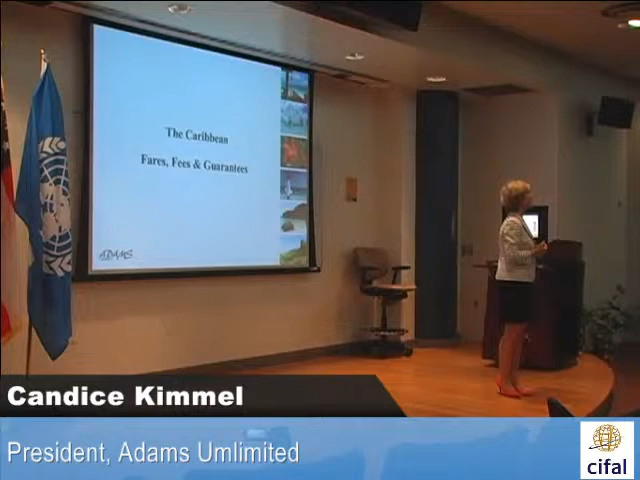 The Caribbean
Fares, Fees & Guarantees
ADAMS
Candice Kimmel
President, Adams Umlimited
cifal